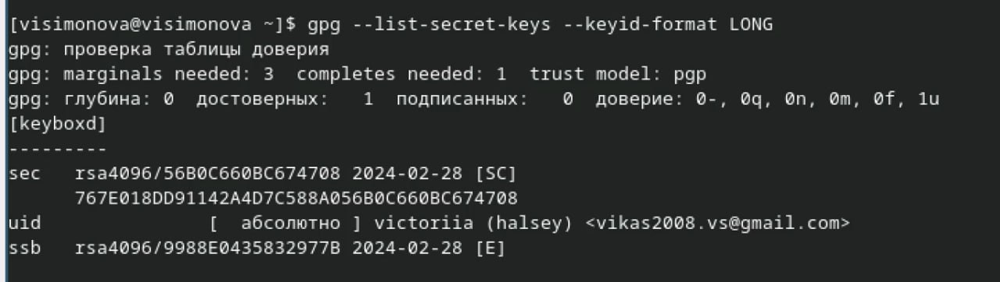 [visimonova@visimonova ~]$ gpg --list-secret-keys --keyid-format LONG
gpg: проверка таблицы доверия
gpg: marginals needed: 3  completes needed: 1  trust model: pgp
gpg: глубина: 0  достоверных:   1  подписанных:   0  доверие: 0-, 0q, 0n, 0m, 0f, 1u
[keyboxd]
---------
sec   rsa4096/56B0C660BC674708 2024-02-28 [SC]
      767E018DD91142A4D7C588A056B0C660BC674708
uid              [  абсолютно ] victoriia (halsey) <vikas2008.vs@gmail.com>
ssb   rsa4096/9988E0435832977B 2024-02-28 [E]